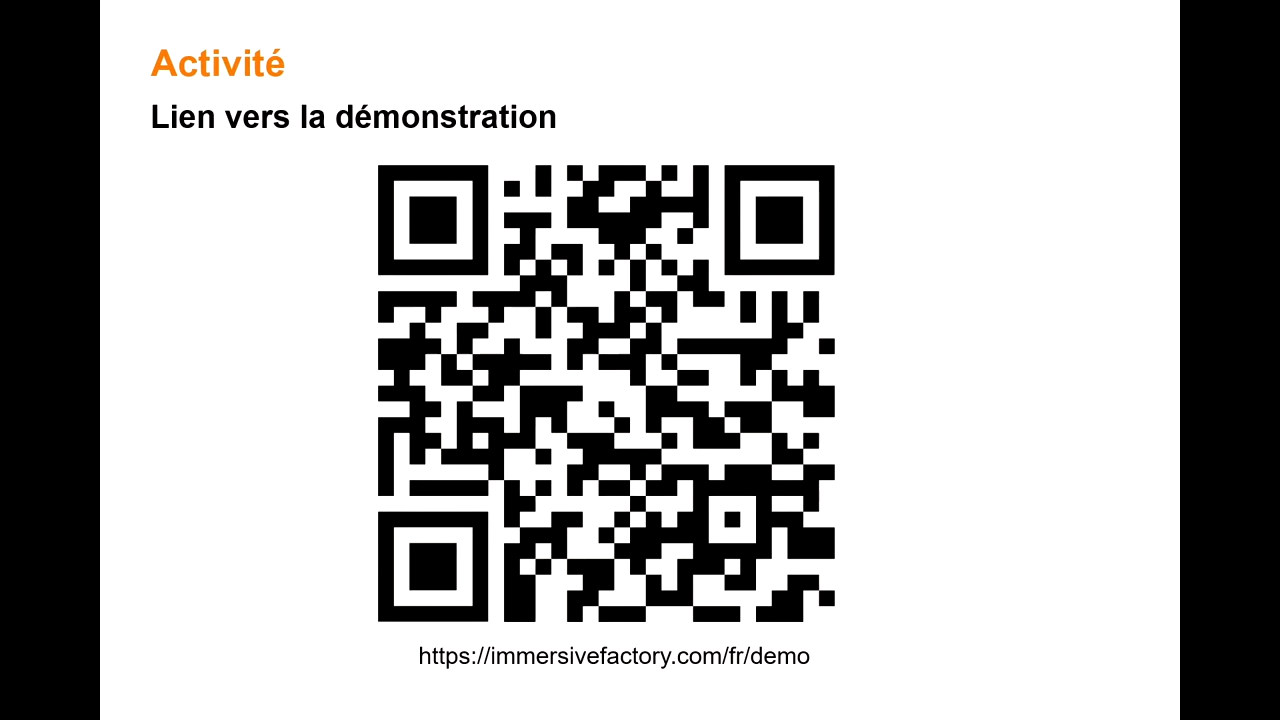 Activité
Lien vers la démonstration
https://immersivefactory.com/fr/demo